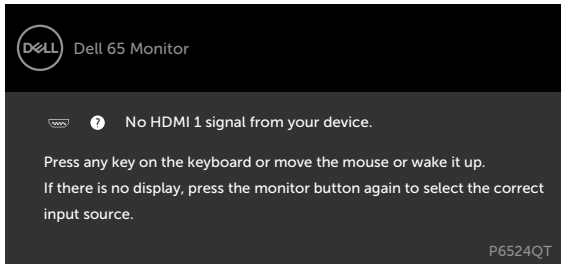 DELL
Dell 65 Monitor
No HDMI 1 signal from your device.
Press any key on the keyboard or move the mouse or wake it up.
If there is no display, press the monitor button again to select the correct
input source.
P6524QT